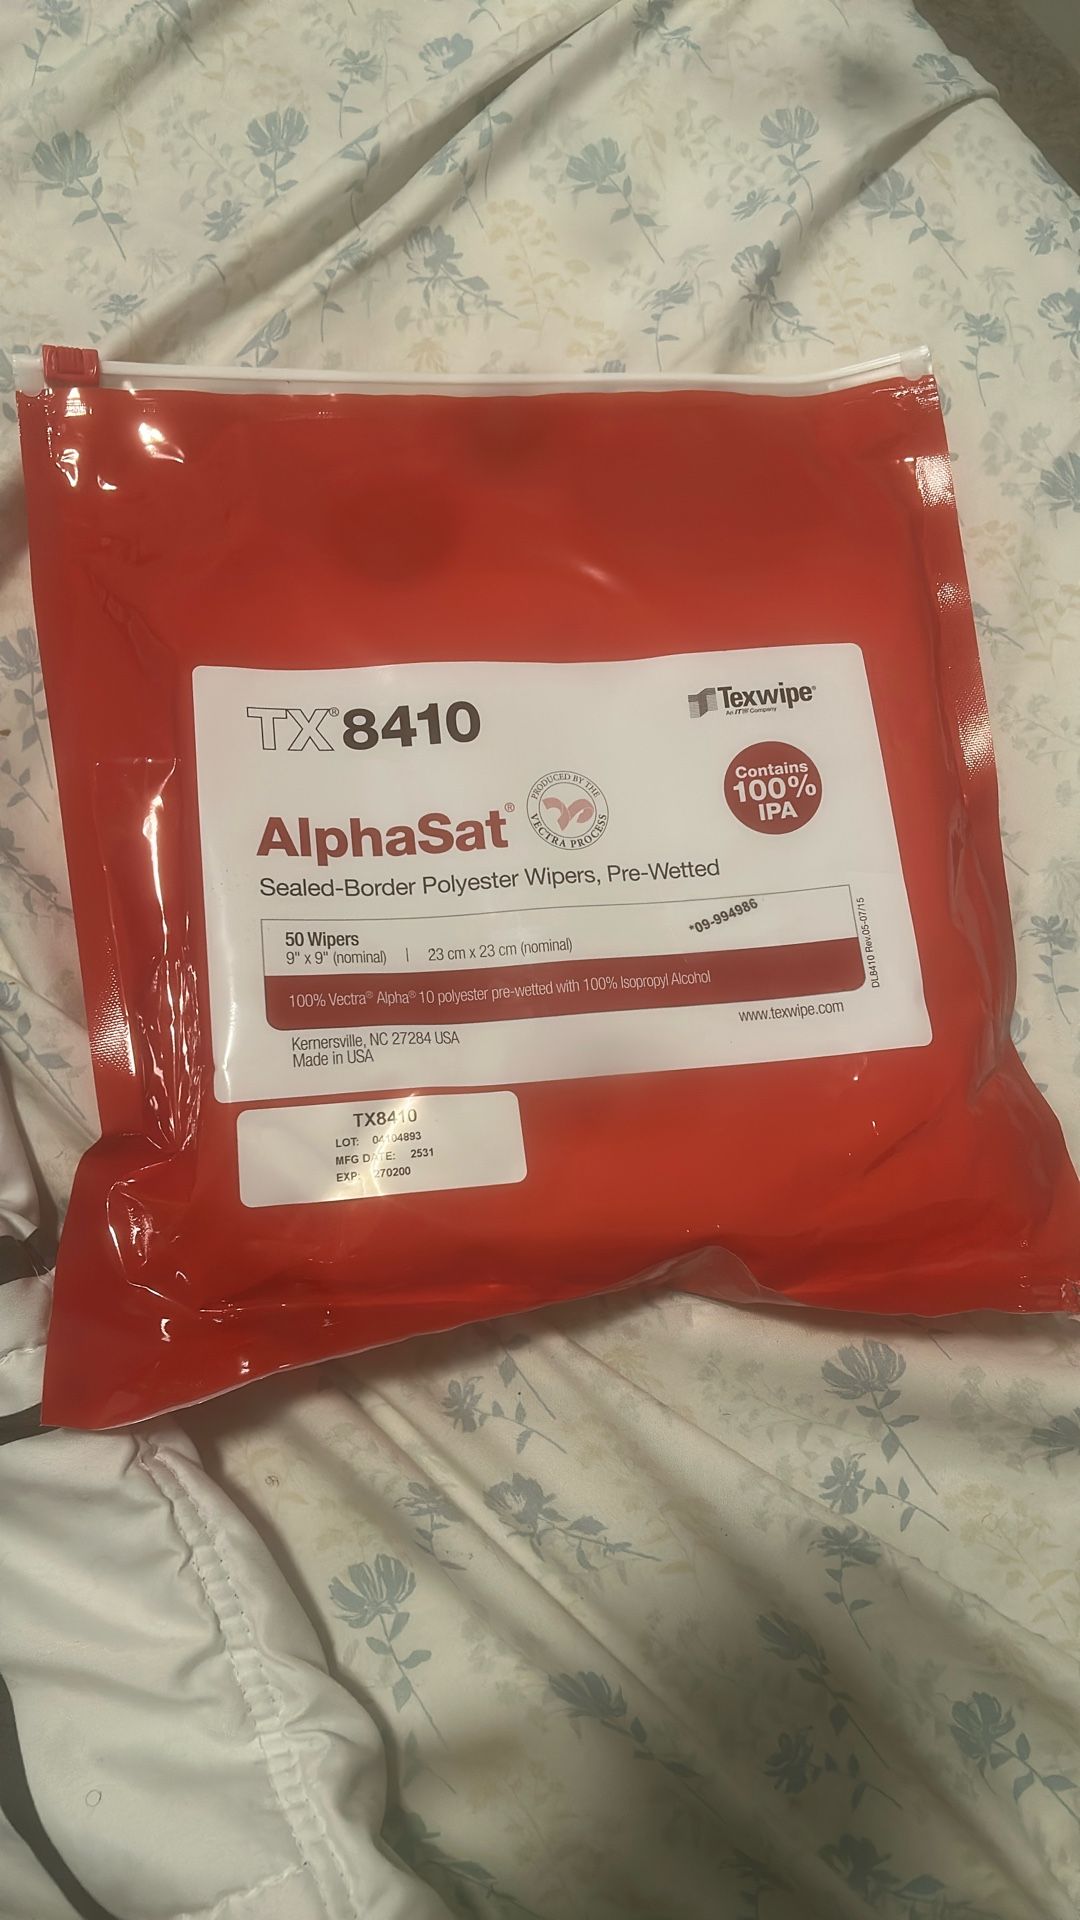 TX® 8410
Texwipe®
An ITW Company
Contains
100%
IPA
PRODUCED BY THE
VECTRA PROCESS
AlphaSat®
Sealed-Border Polyester Wipers, Pre-Wetted
50 Wipers
9" x 9" (nominal) | 23 cm x 23 cm (nominal)
*09-994986
100% Vectra® Alpha® 10 polyester pre-wetted with 100% Isopropyl Alcohol
DL8410 Rev.05-07/15
Kernersville, NC 27284 USA
Made in USA
www.texwipe.com
TX8410
LOT: 04104893
MFG DATE: 2531
EXP: 270200